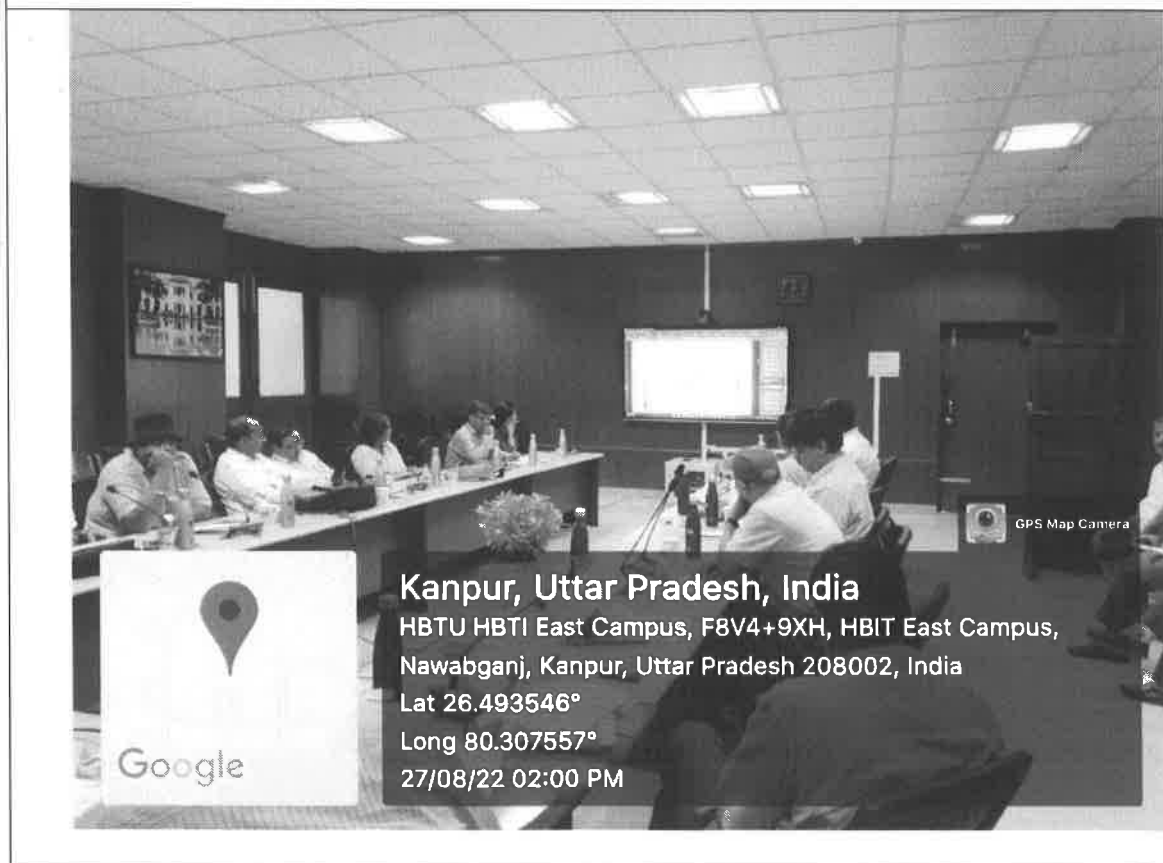 GPS Map Camera
Kanpur, Uttar Pradesh, India
HBTU HBTI East Campus, F8V4+9XH, HBIT East Campus,
Nawabganj, Kanpur, Uttar Pradesh 208002, India
Lat 26.493546°
Long 80.307557°
27/08/22 02:00 PM
Google